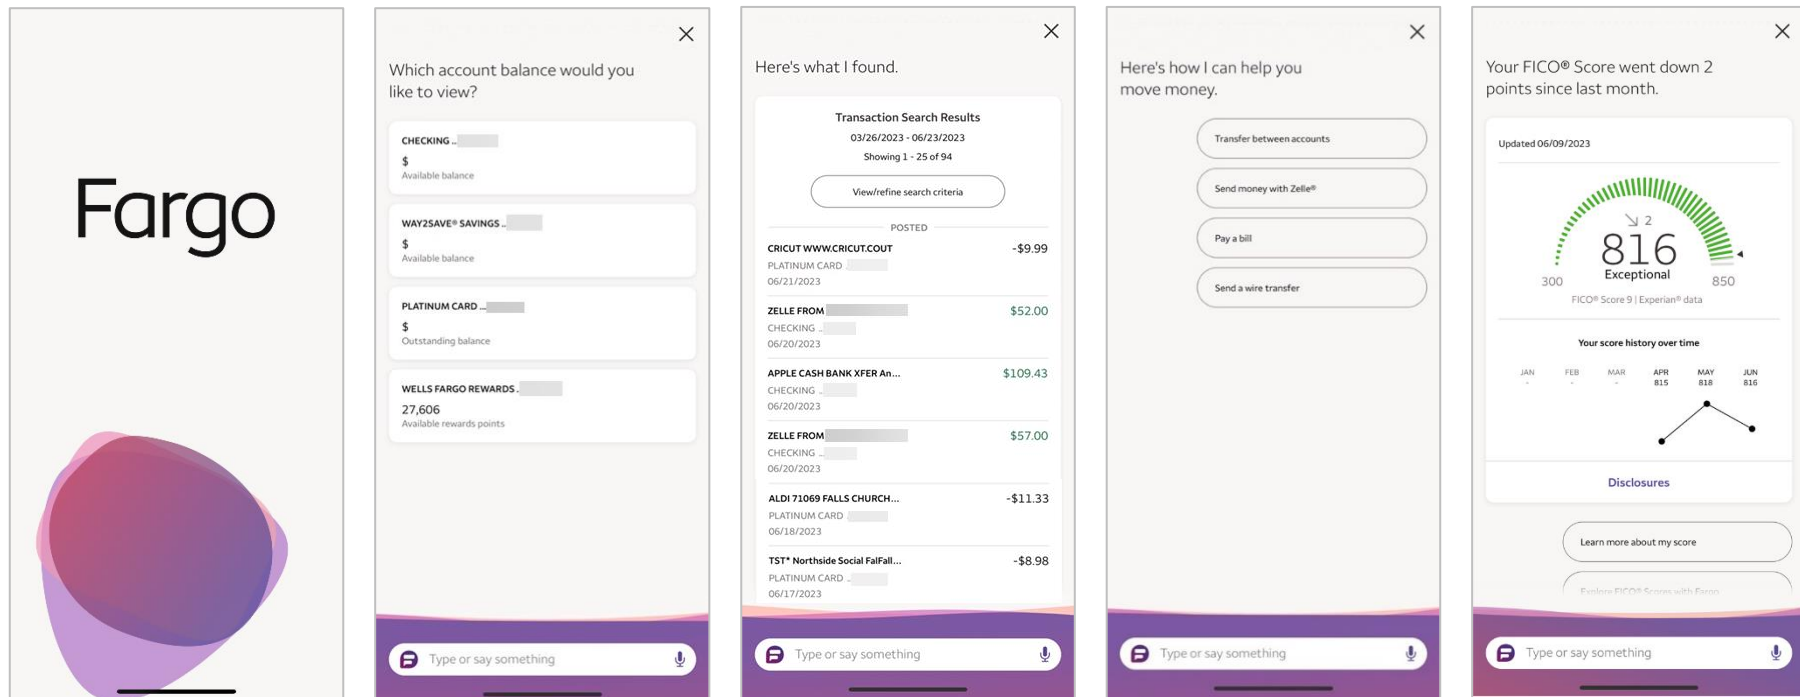 Fargo
Which account balance would you
like to view?
CHECKING ...
$
Available balance
WAY2SAVE® SAVINGS ...
$
Available balance
PLATINUM CARD ...
$
Outstanding balance
WELLS FARGO REWARDS ...
27,606
Available rewards points
Type or say something
Here's what I found.
Transaction Search Results
03/26/2023 - 06/23/2023
Showing 1 - 25 of 94
View/refine search criteria
POSTED
CRICUT WWW.CRICUT.COUT -$9.99
PLATINUM CARD
06/21/2023
ZELLE FROM $52.00
CHECKING ...
06/20/2023
APPLE CASH BANK XFER An... $109.43
CHECKING ...
06/20/2023
ZELLE FROM $57.00
CHECKING ...
06/20/2023
ALDI 71069 FALLS CHURCH... -$11.33
PLATINUM CARD
06/18/2023
TST* Northside Social FalFall... -$8.98
PLATINUM CARD ...
06/17/2023
Type or say something
Here's how I can help you
move money.
Transfer between accounts
Send money with Zelle®
Pay a bill
Send a wire transfer
Type or say something
Your FICO® Score went down 2
points since last month.
Updated 06/09/2023
2
816
Exceptional
300 850
FICO® Score 9 | Experian® data
Your score history over time
JAN FEB MAR APR MAY JUN
- - - 815 818 816
Disclosures
Learn more about my score
Explore FICO® Scores with Fargo
Type or say something